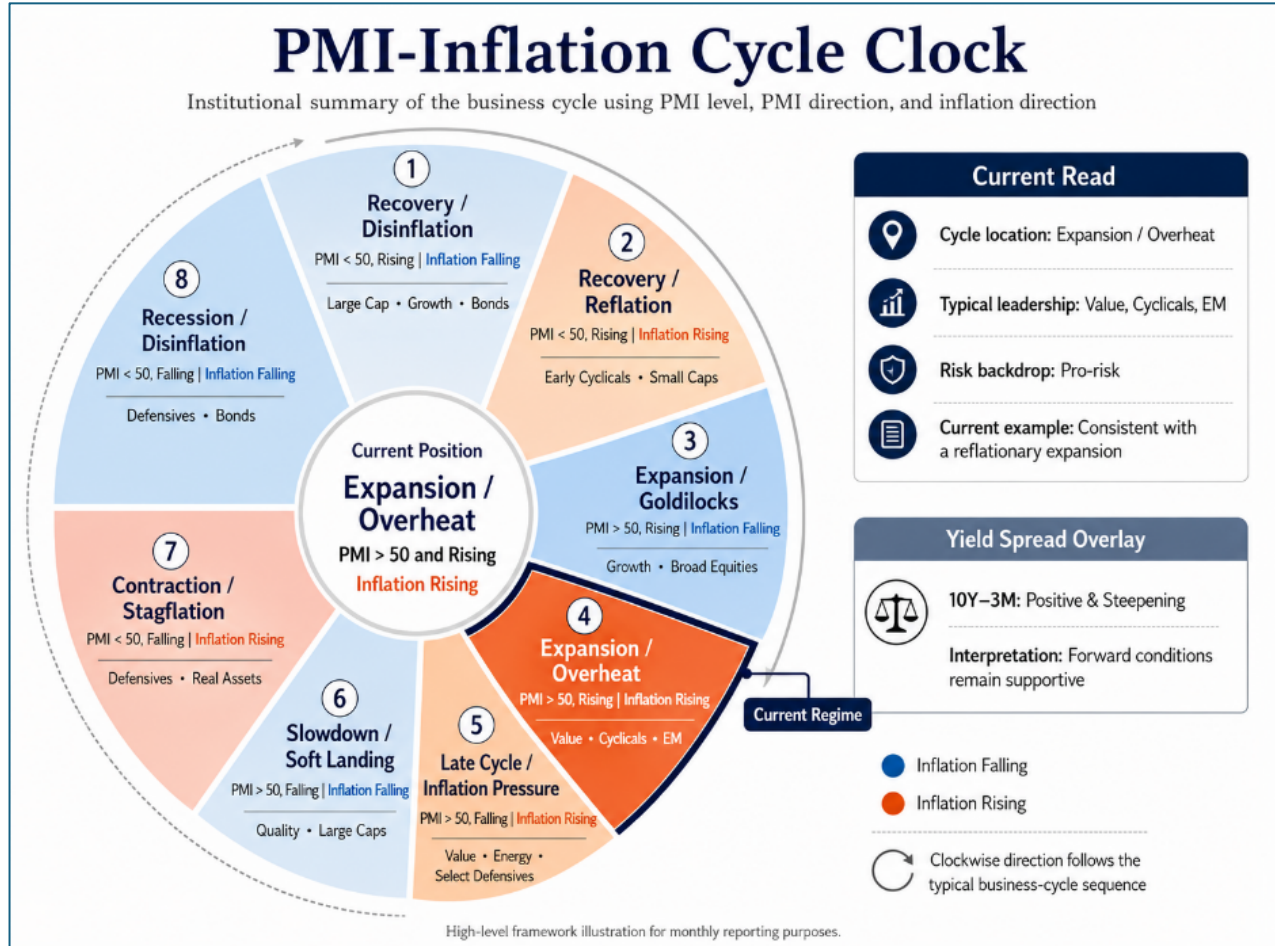 PMI-Inflation Cycle Clock
Institutional summary of the business cycle using PMI level, PMI direction, and inflation direction
1
Recovery /
Disinflation
PMI < 50, Rising | Inflation Falling
Large Cap • Growth • Bonds
2
Recovery /
Reflation
PMI < 50, Rising | Inflation Rising
Early Cyclicals • Small Caps
3
Expansion /
Goldilocks
PMI > 50, Rising | Inflation Falling
Growth • Broad Equities
4
Expansion /
Overheat
PMI > 50, Rising | Inflation Rising
Value • Cyclicals • EM
Current Regime
5
Late Cycle /
Inflation Pressure
PMI > 50, Falling | Inflation Rising
Value • Energy •
Select Defensives
6
Slowdown /
Soft Landing
PMI > 50, Falling | Inflation Falling
Quality • Large Caps
7
Contraction /
Stagflation
PMI < 50, Falling | Inflation Rising
Defensives • Real Assets
8
Recession /
Disinflation
PMI < 50, Falling | Inflation Falling
Defensives • Bonds
Current Position
Expansion /
Overheat
PMI > 50 and Rising
Inflation Rising
Current Read
Cycle location: Expansion / Overheat
Typical leadership: Value, Cyclicals, EM
Risk backdrop: Pro-risk
Current example: Consistent with
a reflationary expansion
Yield Spread Overlay
10Y–3M: Positive & Steepening
Interpretation: Forward conditions
remain supportive
Inflation Falling
Inflation Rising
Clockwise direction follows the
typical business-cycle sequence
High-level framework illustration for monthly reporting purposes.